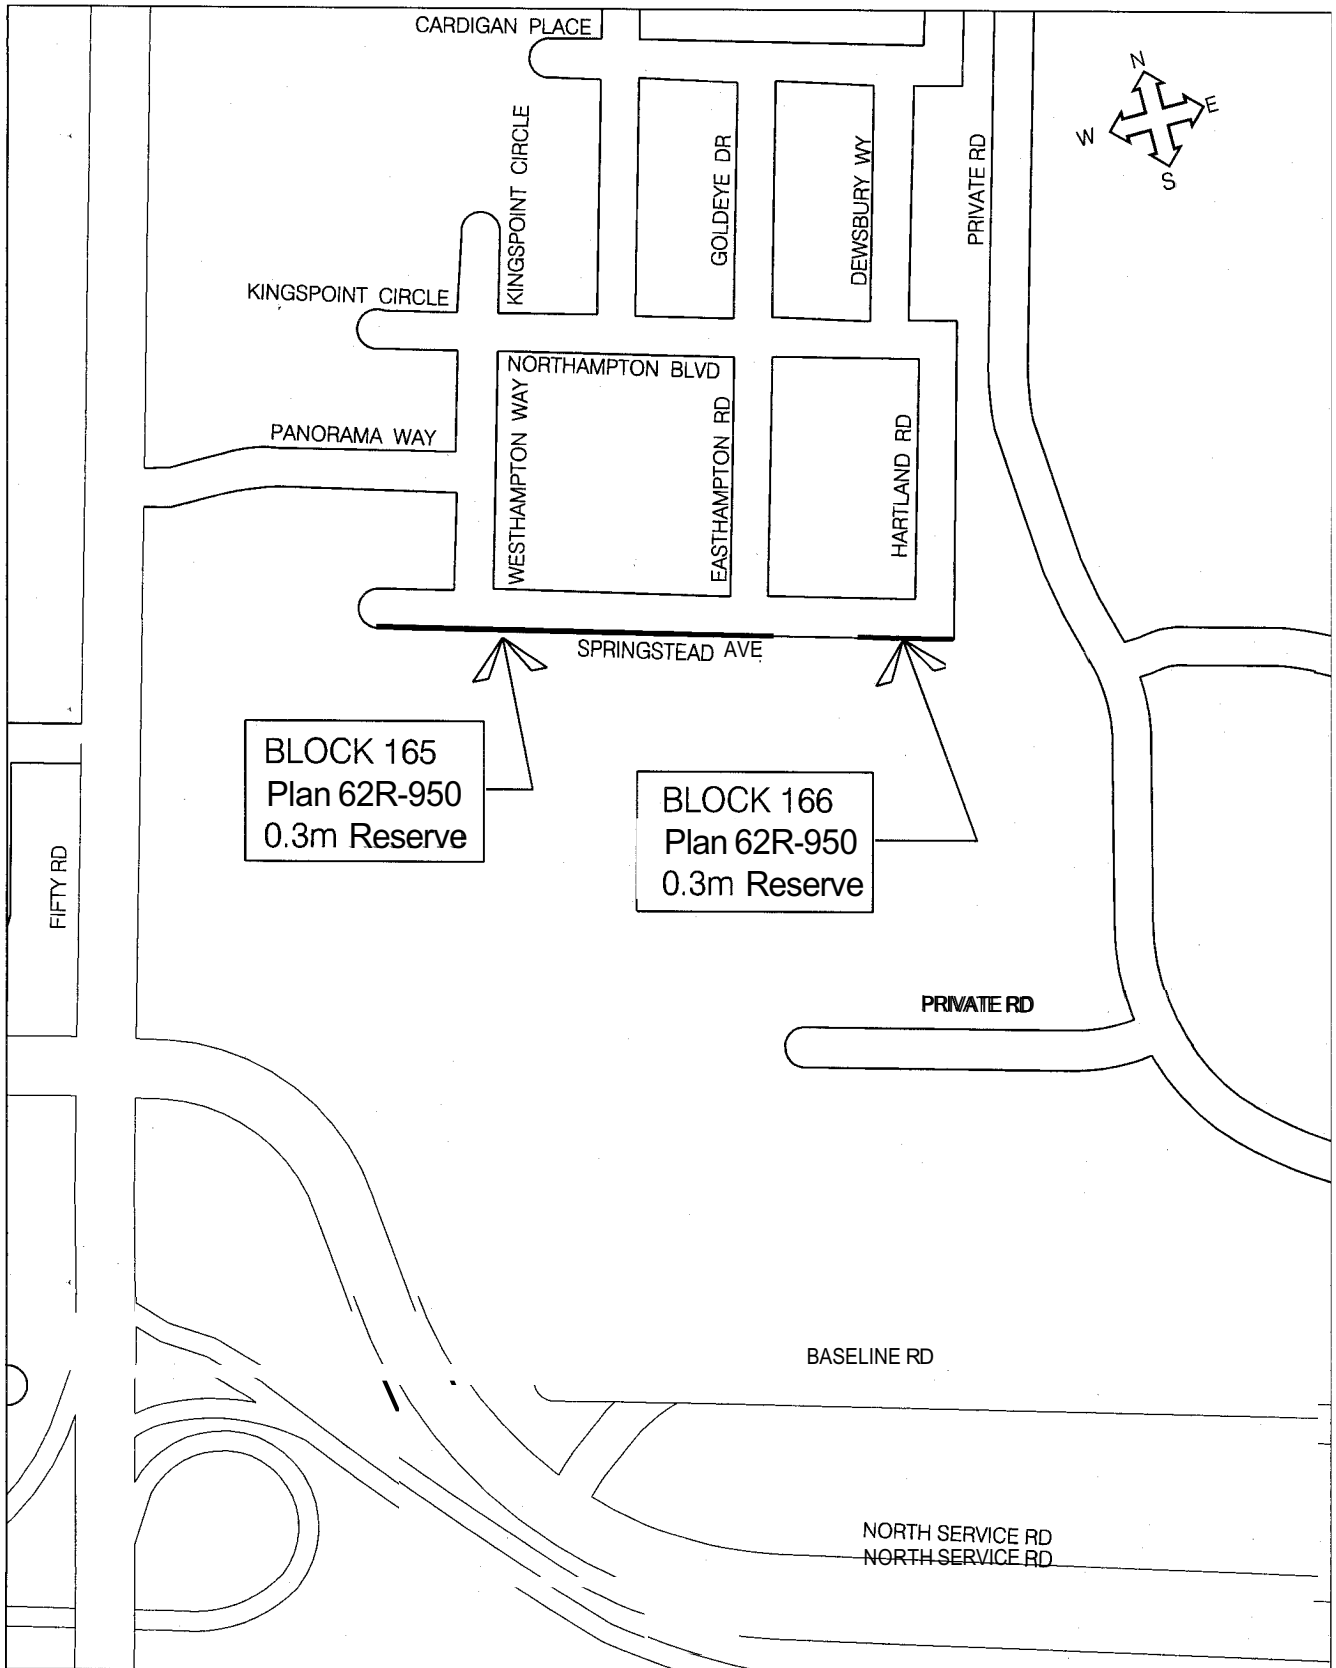 CARDIGAN PLACE
N
E
W
S
KINGSPOINT CIRCLE
GOLDEYE DR
DEWSBURY WY
PRIVATE RD
KINGSPOINT CIRCLE
NORTHAMPTON BLVD
PANORAMA WAY
WESTHAMPTON WAY
EASTHAMPTON RD
HARTLAND RD
SPRINGSTEAD AVE
BLOCK 165
Plan 62R-950
0.3m Reserve
BLOCK 166
Plan 62R-950
0.3m Reserve
FIFTY RD
PRIVATE RD
BASELINE RD
NORTH SERVICE RD
NORTH SERVICE RD